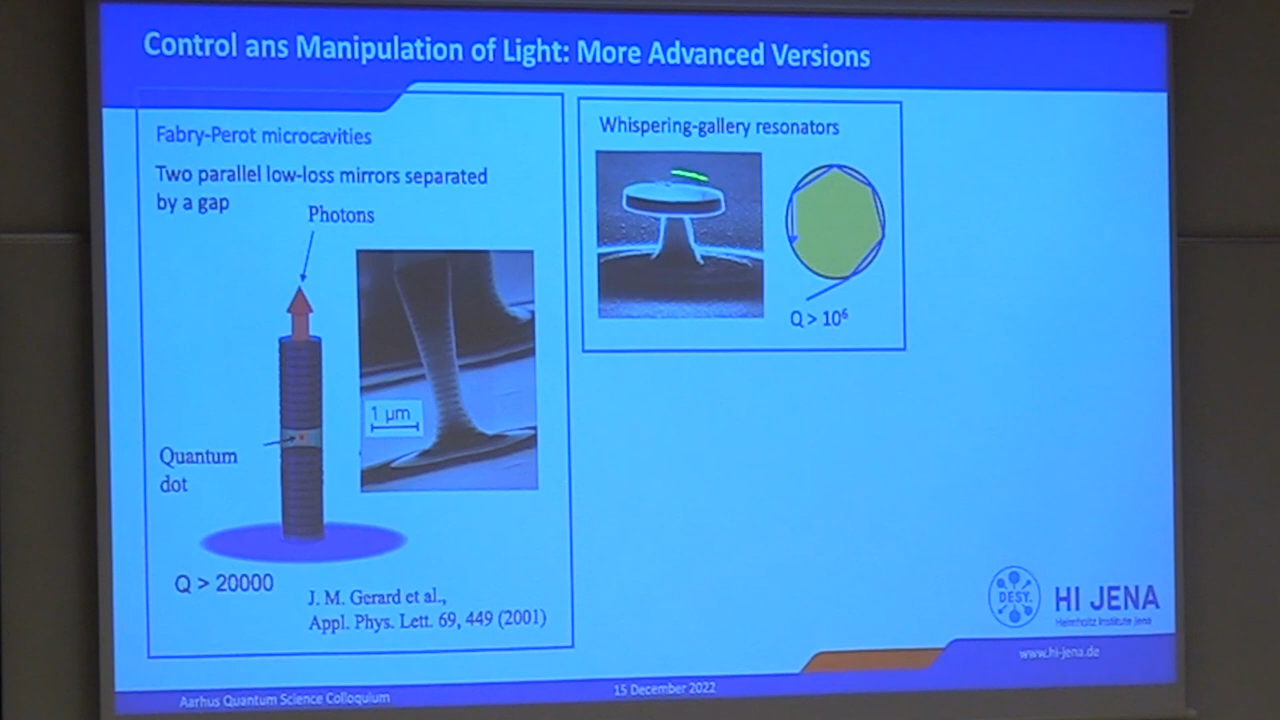 Control ans Manipulation of Light: More Advanced Versions
Fabry-Perot microcavities
Two parallel low-loss mirrors separated
by a gap
Photons
1 μm
Quantum
dot
Q > 20000
J. M. Gerard et al.,
Appl. Phys. Lett. 69, 449 (2001)
Whispering-gallery resonators
Q > 10⁶
DESY.
HI JENA
Helmholtz Institute Jena
www.hi-jena.de
Aarhus Quantum Science Colloquium
15 December 2022